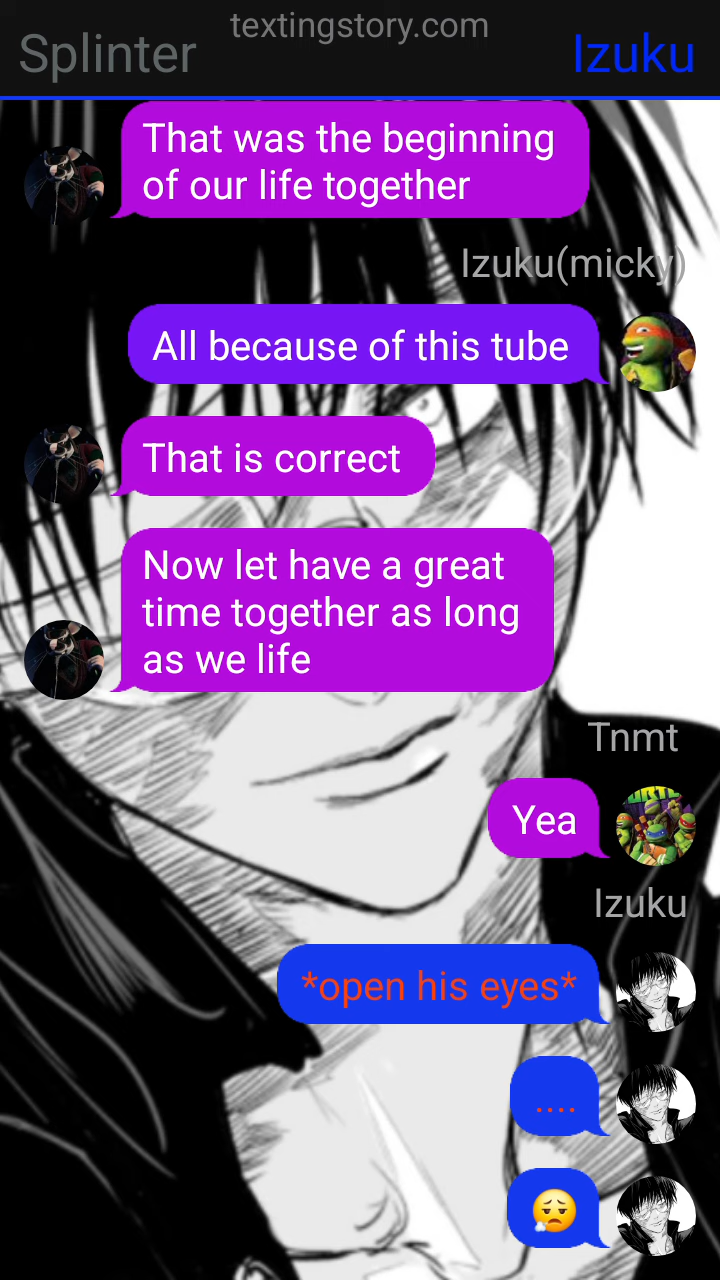 textingstory.com
Splinter
Izuku
That was the beginning
of our life together
Izuku(micky)
All because of this tube
That is correct
Now let have a great
time together as long
as we life
Tnmt
Yea
Izuku
*open his eyes*
....
😮‍💨